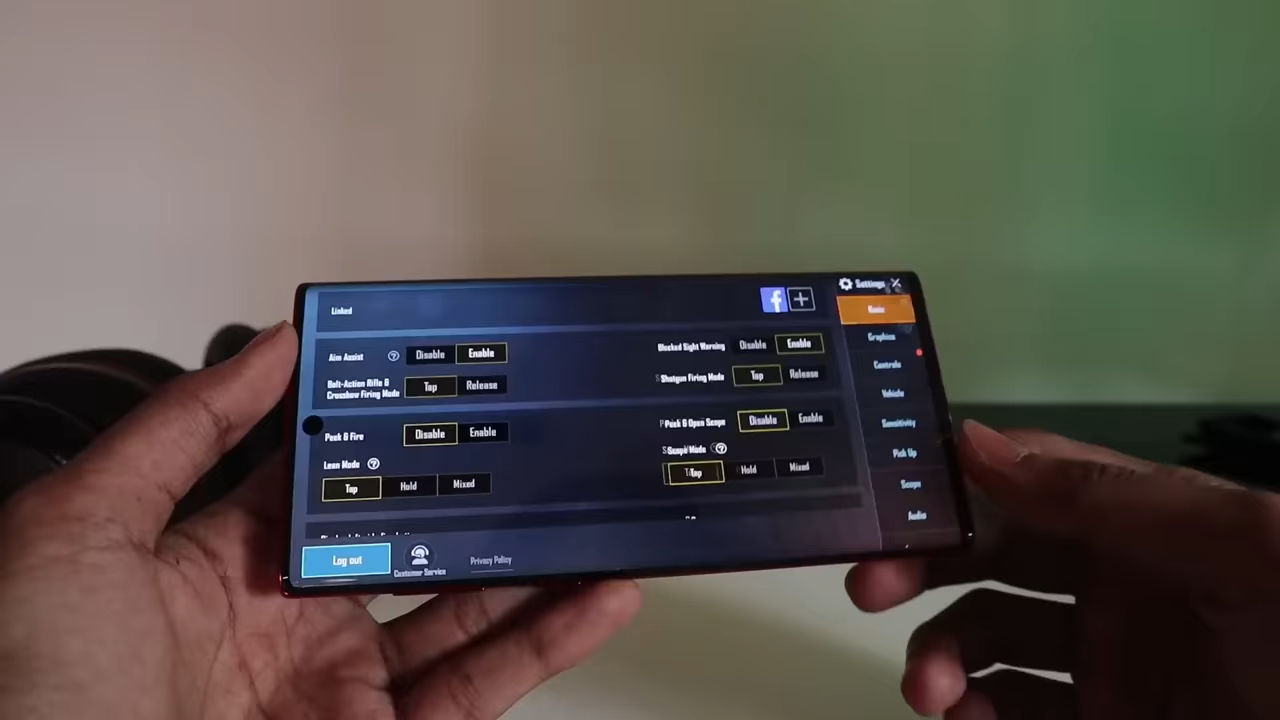 Settings
Linked
Basic
Graphics
Aim Assist
Disable
Enable
Blocked Sight Warning
Disable
Enable
Controls
Bolt-Action Rifle &
Crossbow Firing Mode
Tap
Release
Shotgun Firing Mode
Tap
Release
Vehicle
Peek & Fire
Disable
Enable
Peek & Open Scope
Disable
Enable
Sensitivity
Lean Mode
Tap
Hold
Mixed
Scope Mode
Tap
Hold
Mixed
Pick Up
Scope
Audio
Log out
Customer Service
Privacy Policy